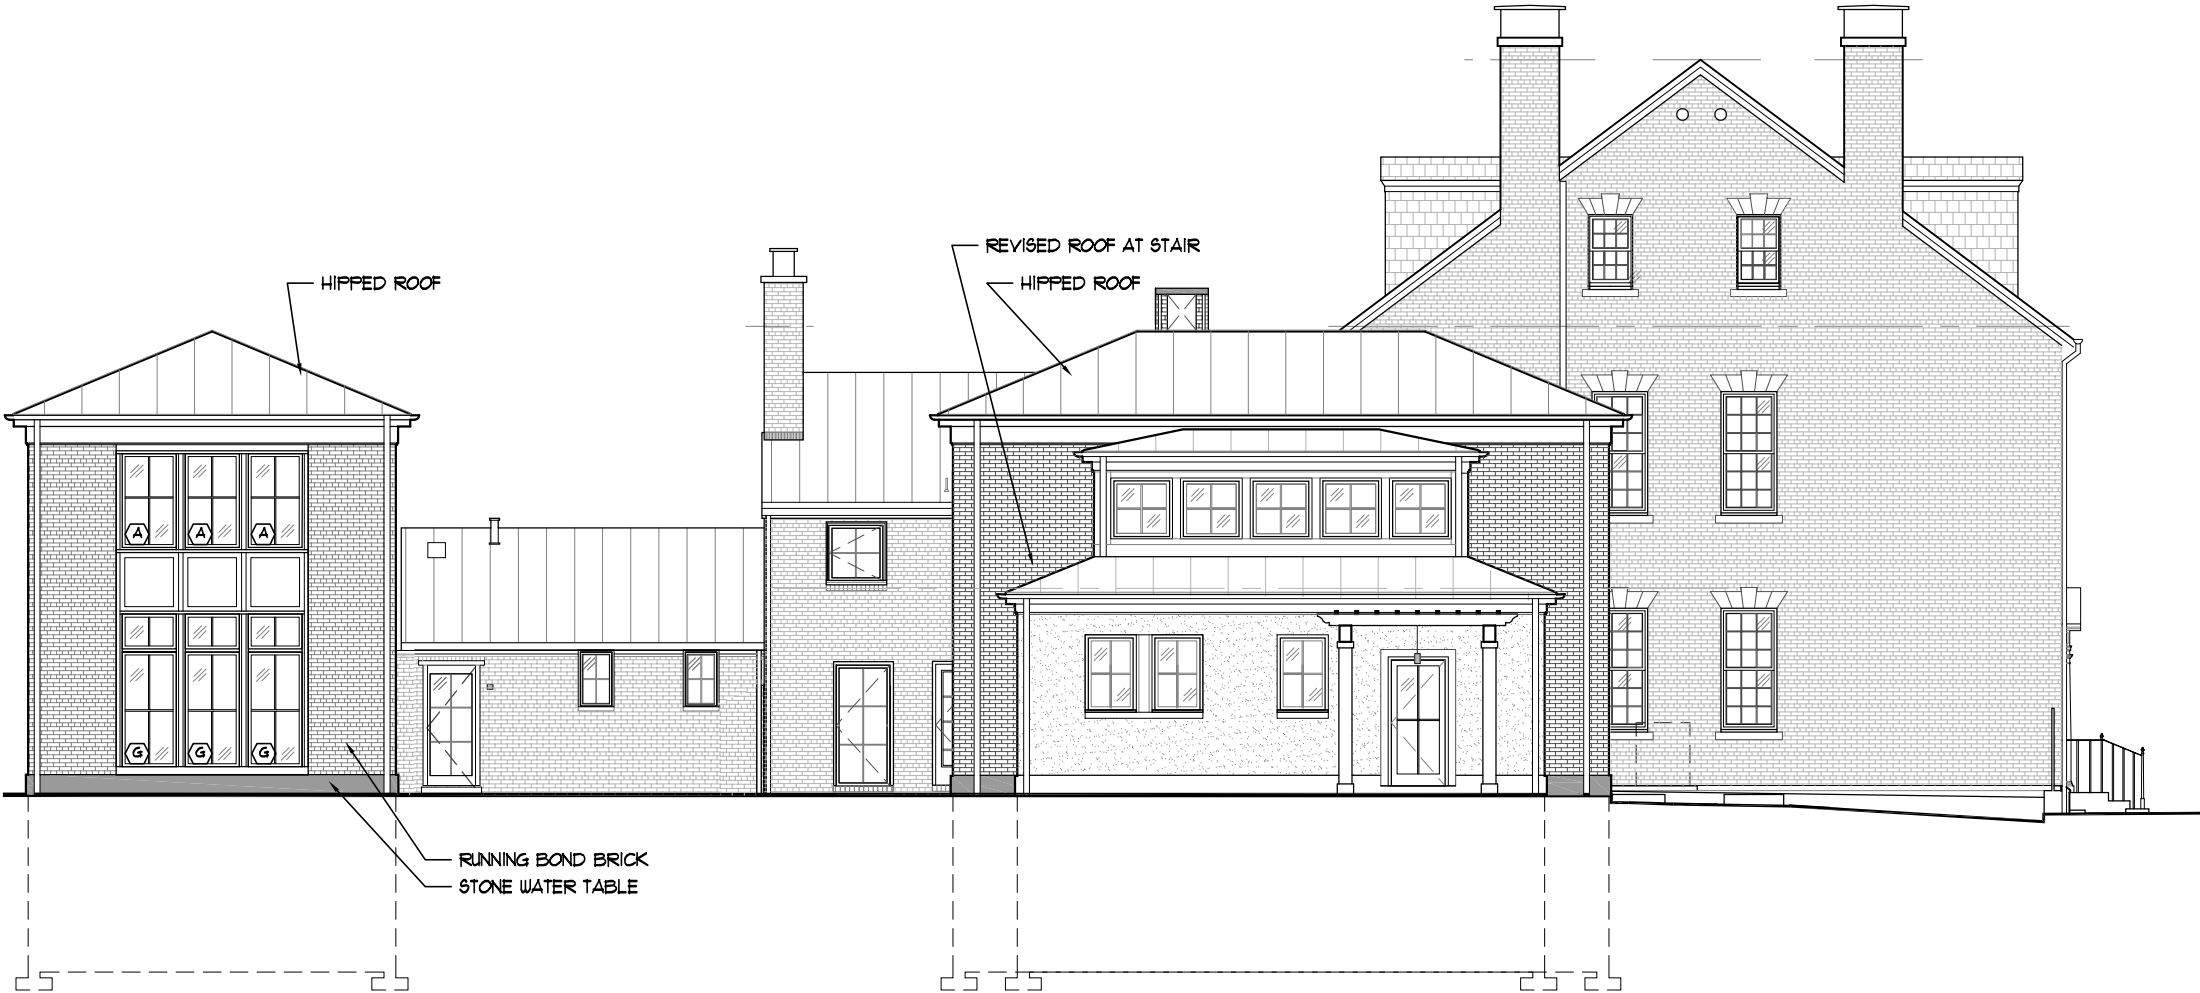 REVISED ROOF AT STAIR
HIPPED ROOF
HIPPED ROOF
A A A
G G G
RUNNING BOND BRICK
STONE WATER TABLE